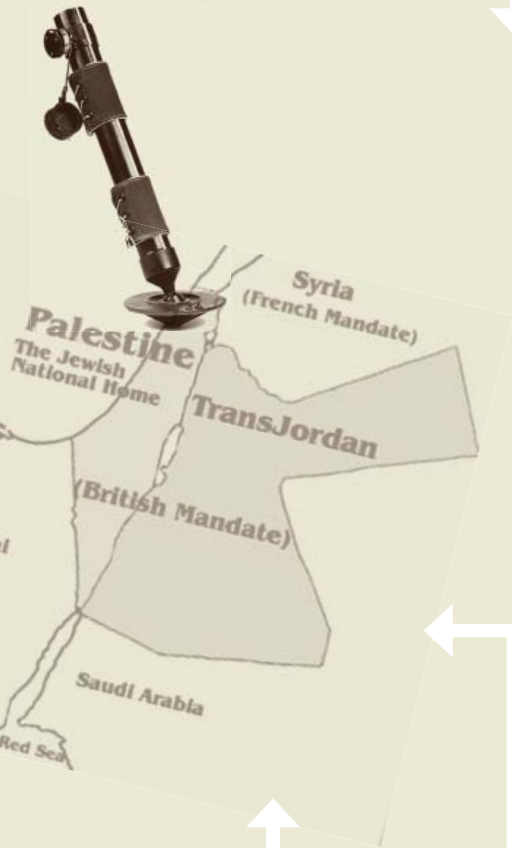 Syria
(French Mandate)
Palestine
The Jewish
National Home
TransJordan
(British Mandate)
Saudi Arabia
Red Sea